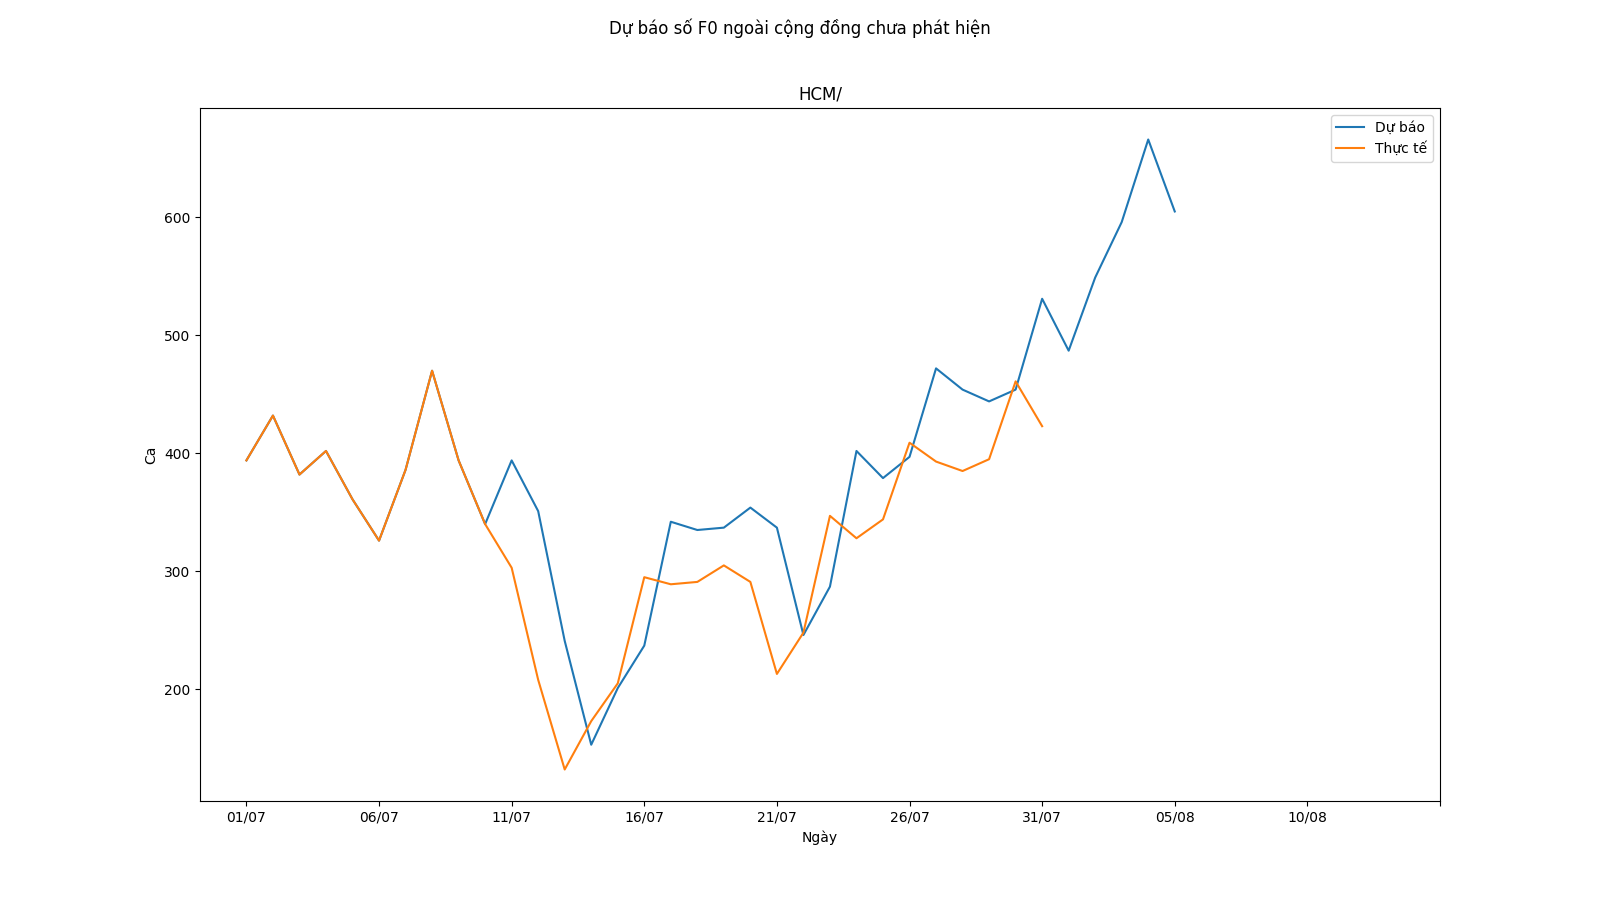 Dự báo số F0 ngoài cộng đồng chưa phát hiện
HCM/
Dự báo
Thực tế
600
500
400
300
200
Ca
01/07 06/07 11/07 16/07 21/07 26/07 31/07 05/08 10/08
Ngày